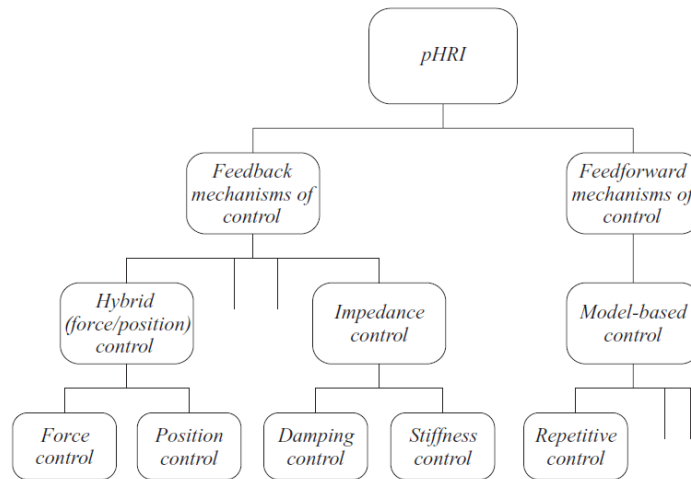 pHRI
Feedback
mechanisms of
control
Feedforward
mechanisms of
control
Hybrid
(force/position)
control
Impedance
control
Model-based
control
Force
control
Position
control
Damping
control
Stiffness
control
Repetitive
control